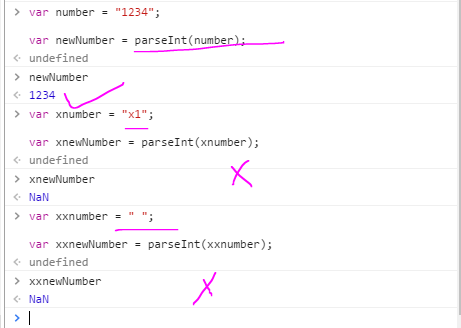 > var number = "1234";
var newNumber = parseInt(number);
<· undefined
> newNumber
<· 1234
> var xnumber = "x1";
var xnewNumber = parseInt(xnumber);
<· undefined
> xnewNumber
<· NaN
> var xxnumber = " ";
var xxnewNumber = parseInt(xxnumber);
<· undefined
> xxnewNumber
<· NaN
>